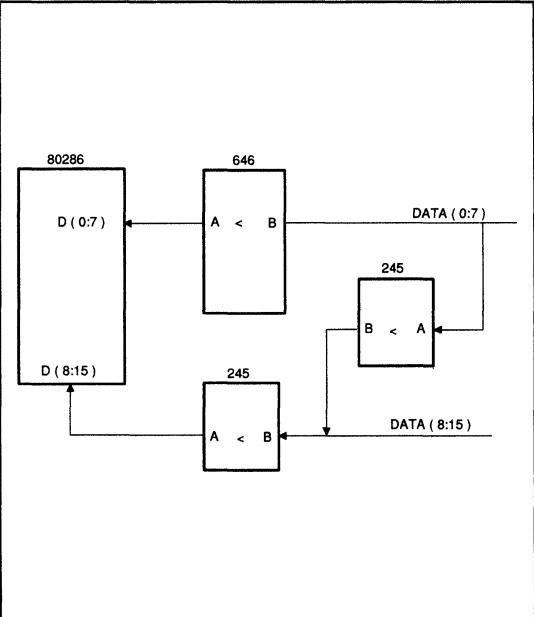 80286
646
D ( 0:7 )
A < B
DATA ( 0:7 )
245
B < A
D ( 8:15 )
245
A < B
DATA ( 8:15 )